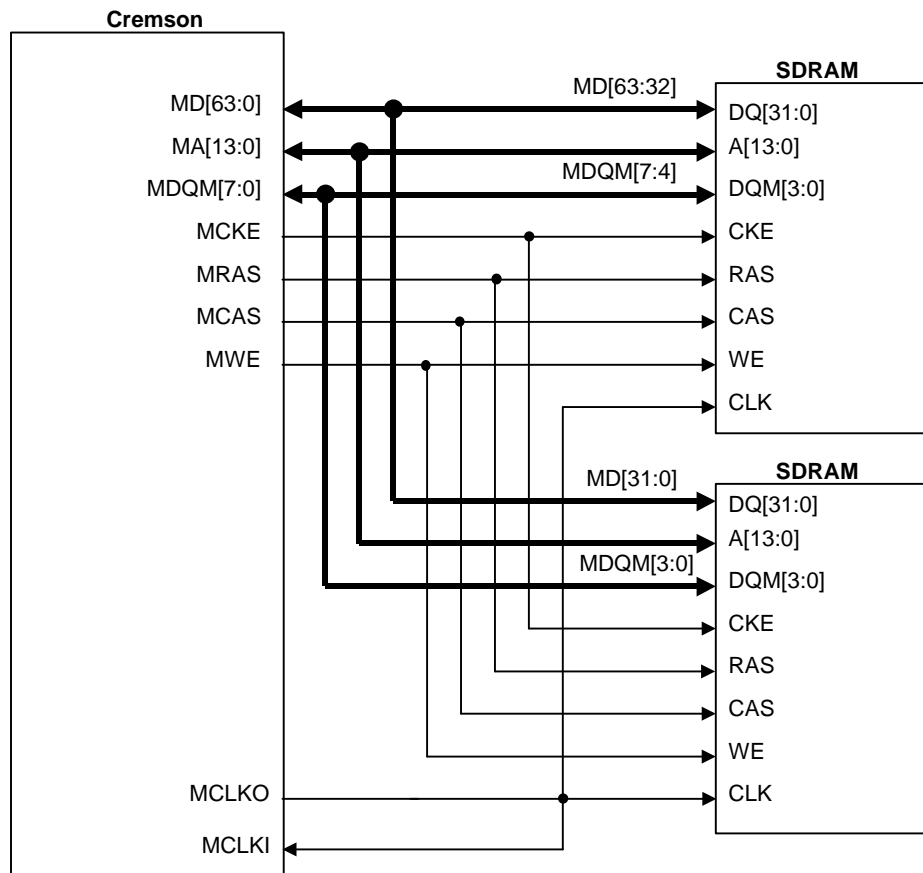 Cremson
MD[63:0]
MA[13:0]
MDQM[7:0]
MCKE
MRAS
MCAS
MWE
MCLKO
MCLKI
MD[63:32]
MDQM[7:4]
SDRAM
DQ[31:0]
A[13:0]
DQM[3:0]
CKE
RAS
CAS
WE
CLK
MD[31:0]
MDQM[3:0]
SDRAM
DQ[31:0]
A[13:0]
DQM[3:0]
CKE
RAS
CAS
WE
CLK